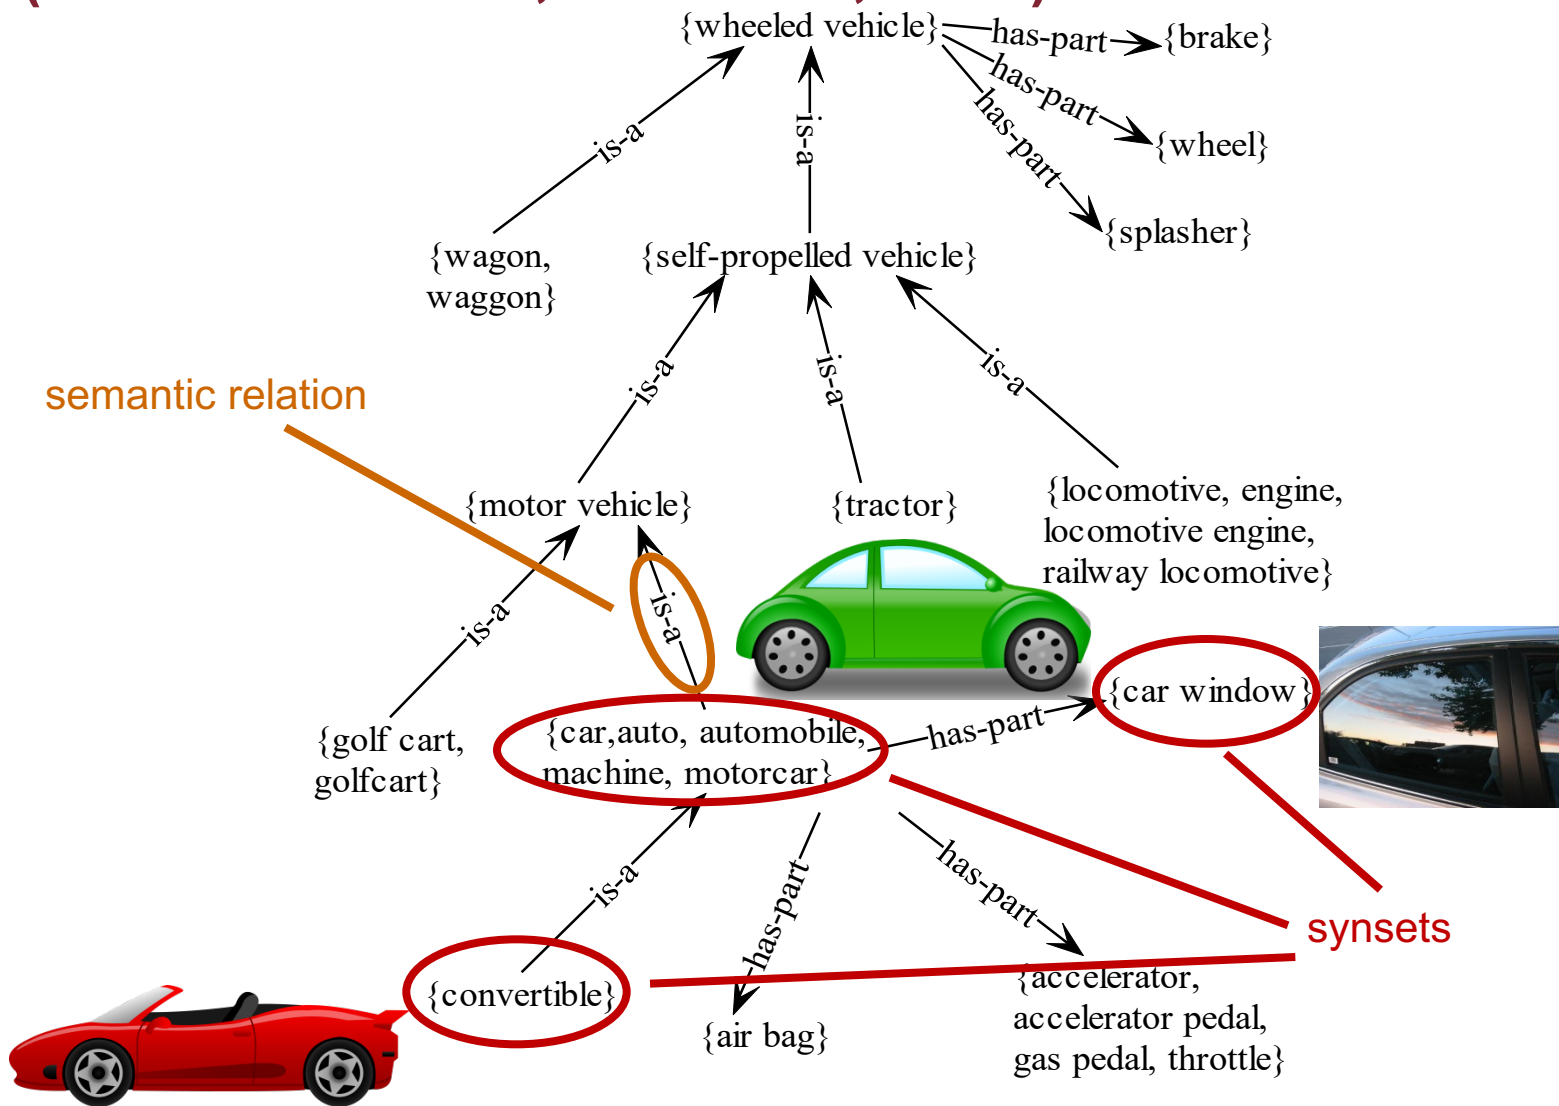 {wheeled vehicle}
has-part
{brake}
has-part
{wheel}
has-part
{splasher}
is-a
is-a
{wagon,
waggon}
{self-propelled vehicle}
is-a
is-a
is-a
semantic relation
{motor vehicle}
{tractor}
{locomotive, engine,
locomotive engine,
railway locomotive}
is-a
is-a
{golf cart,
golfcart}
{car,auto, automobile,
machine, motorcar}
has-part
{car window}
is-a
has-part
has-part
synsets
{convertible}
{air bag}
{accelerator,
accelerator pedal,
gas pedal, throttle}